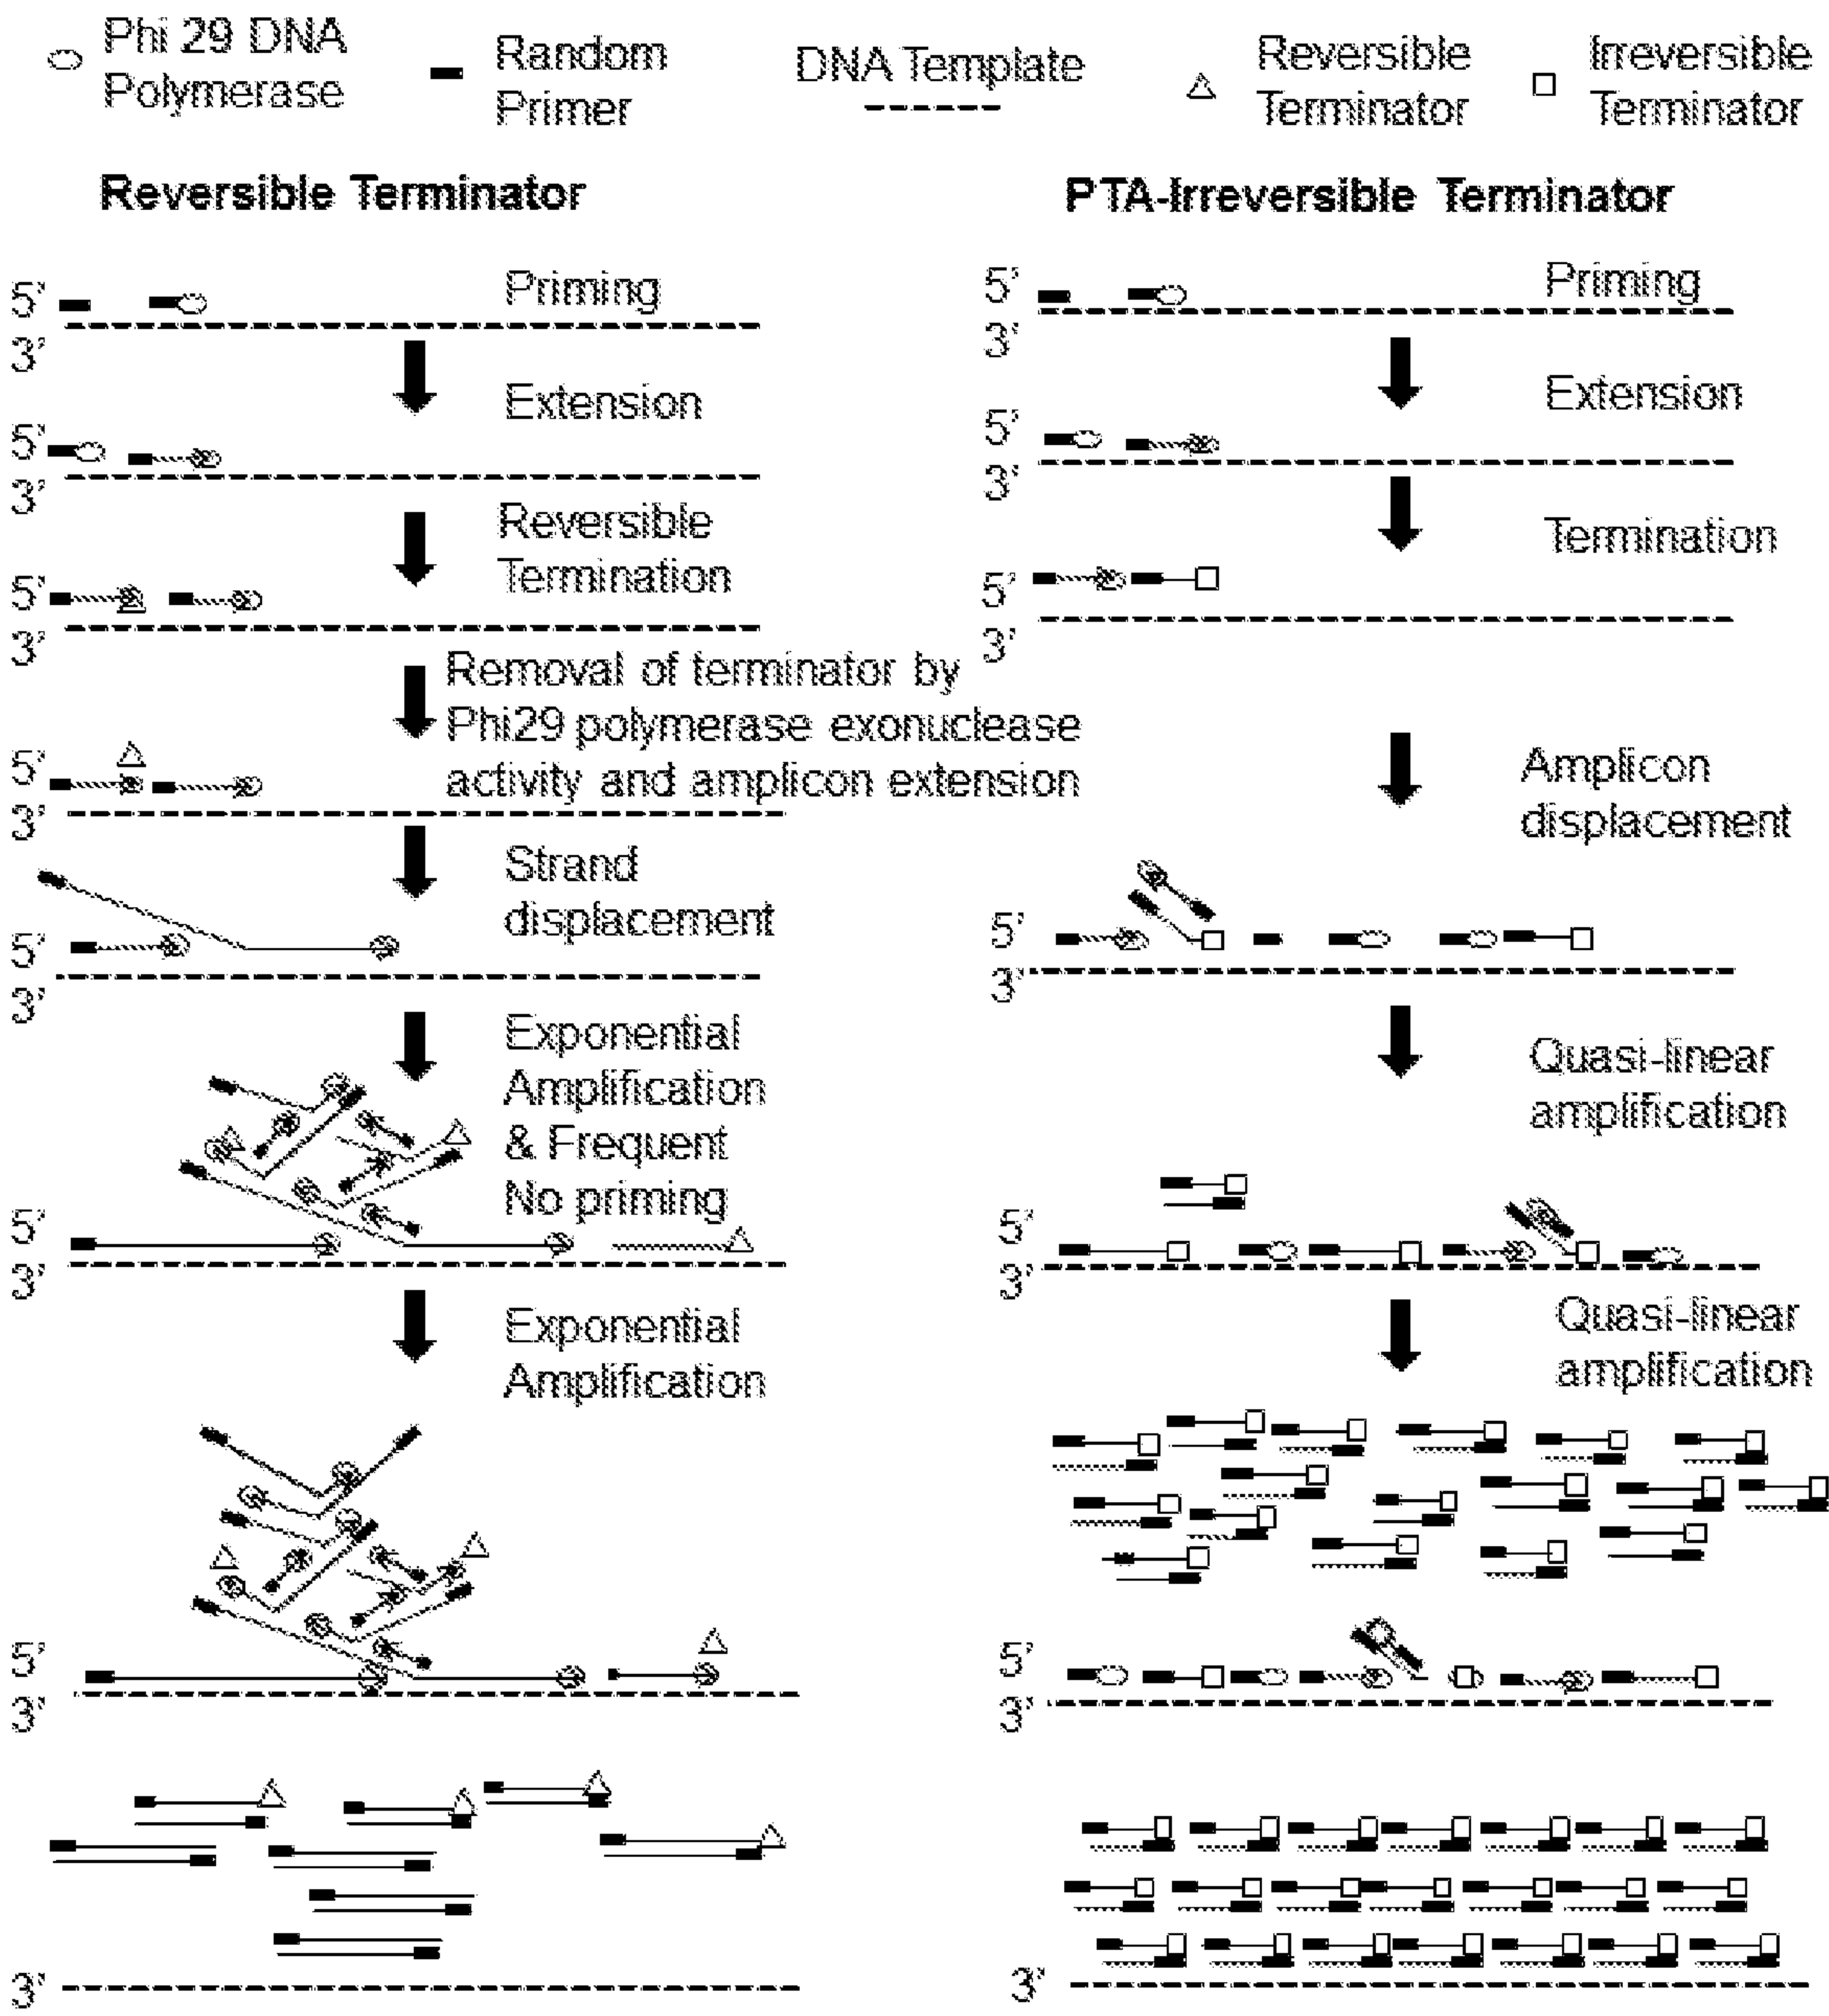 Phi 29 DNA
Polymerase
Random
Primer
DNA Template
Reversible
Terminator
Irreversible
Terminator
Reversible Terminator
5’
3’
Priming
Extension
5’
3’
Reversible
Termination
5’
3’
Removal of terminator by
Phi29 polymerase exonuclease
activity and amplicon extension
5’
3’
Strand
displacement
5’
3’
Exponential
Amplification
& Frequent
No priming
5’
3’
Exponential
Amplification
5’
3’
3’
PTA-Irreversible Terminator
5’
3’
Priming
Extension
5’
3’
Termination
5’
3’
Amplicon
displacement
5’
3’
Quasi-linear
amplification
5’
3’
Quasi-linear
amplification
5’
3’
3’